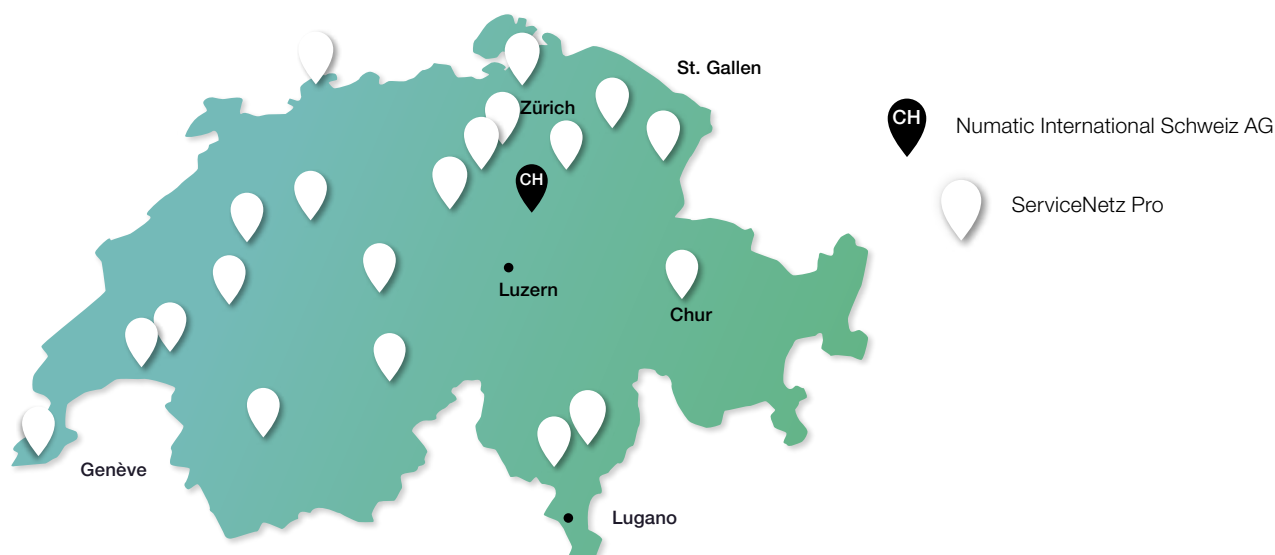 St. Gallen
Zürich
CH
Luzern
Chur
Genève
Lugano
CH
Numatic International Schweiz AG
ServiceNetz Pro